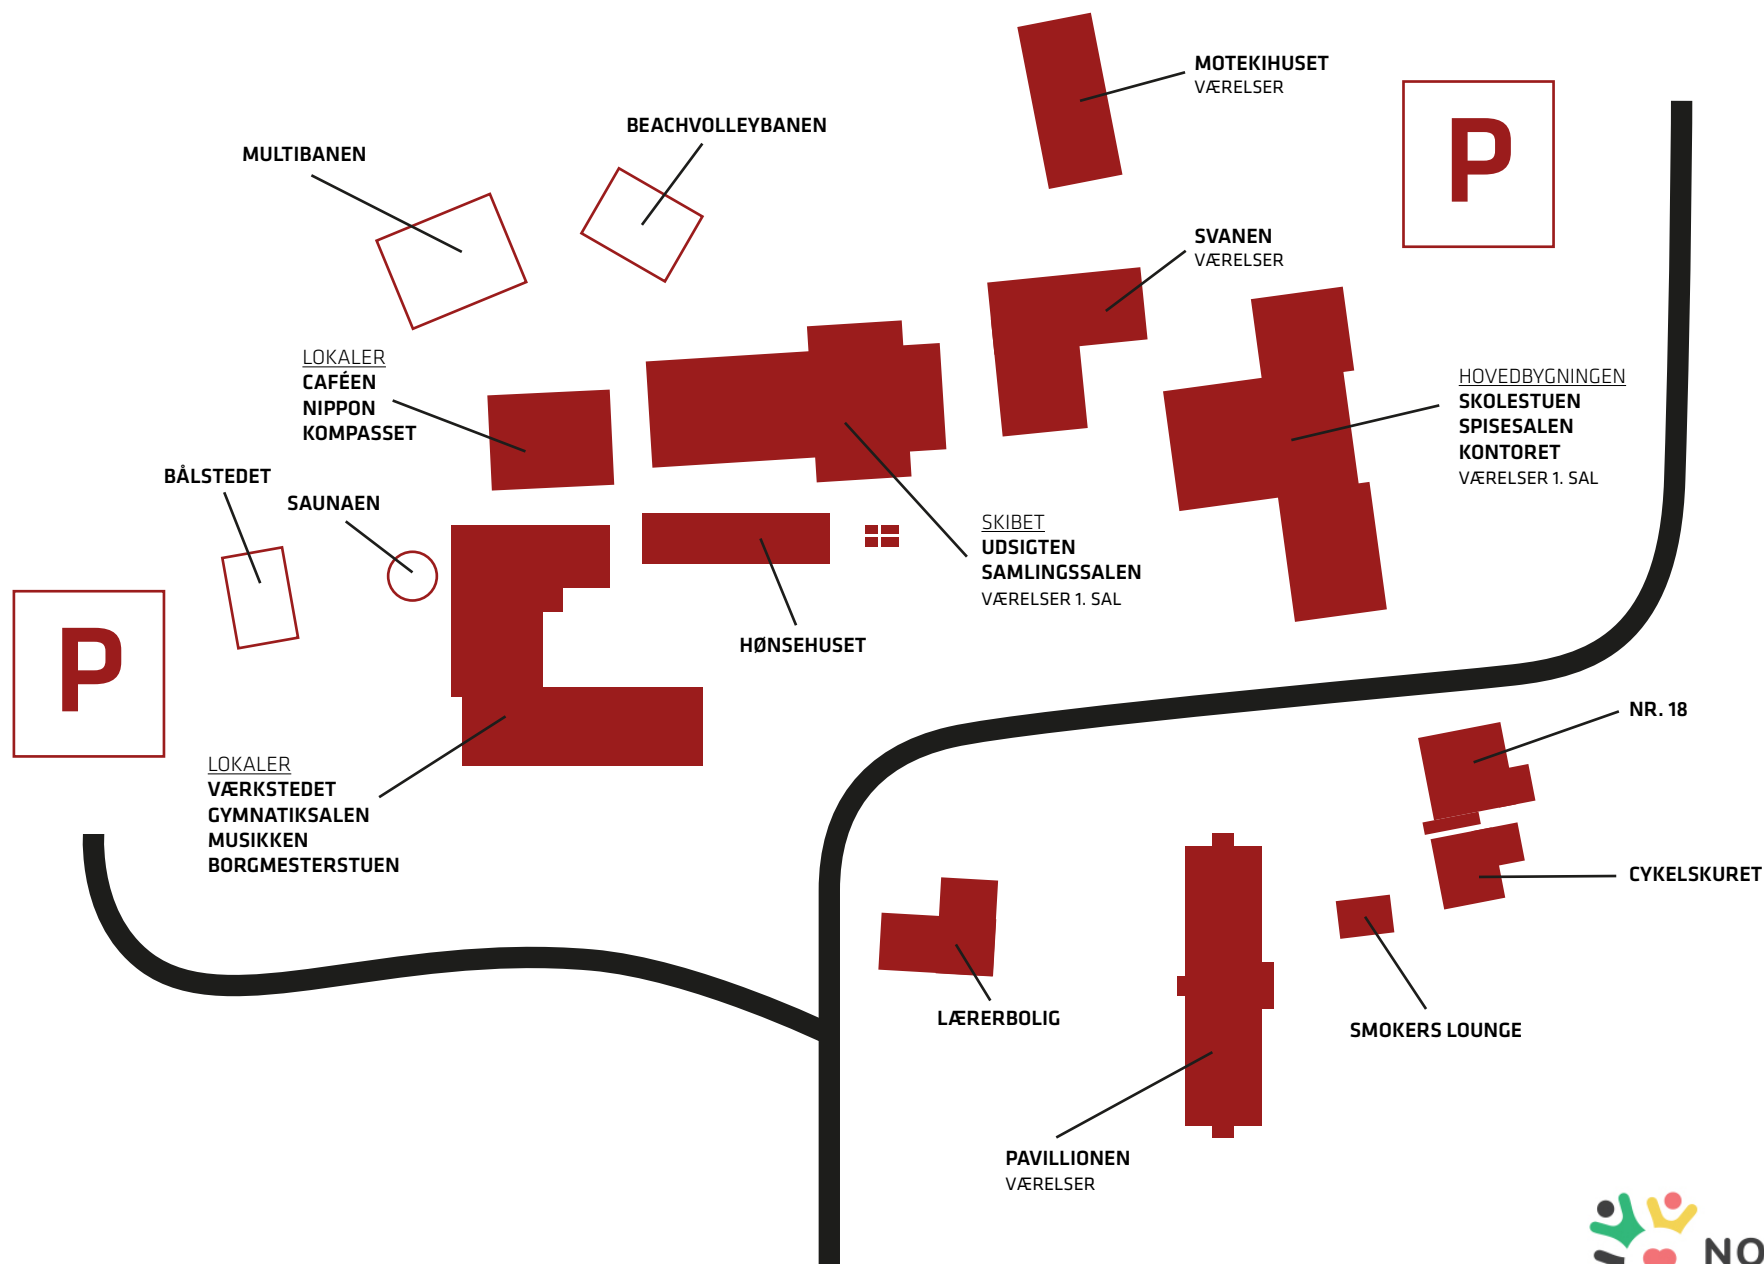 MOTEKIHUSET
VÆRELSER
P
BEACHVOLLEYBANEN
MULTIBANEN
SVANEN
VÆRELSER
LOKALER
CAFÉEN
NIPPON
KOMPASSET
HOVEDBYGNINGEN
SKOLESTUEN
SPISESALEN
KONTORET
VÆRELSER 1. SAL
BÅLSTEDET
SAUNAEN
SKIBET
UDSIGTEN
SAMLINGSSALEN
VÆRELSER 1. SAL
HØNSEHUSET
P
NR. 18
LOKALER
VÆRKSTEDET
GYMNATIKSALEN
MUSIKKEN
BORGMESTERSTUEN
CYKELSKURET
LÆRERBOLIG
SMOKERS LOUNGE
PAVILLIONEN
VÆRELSER
NO